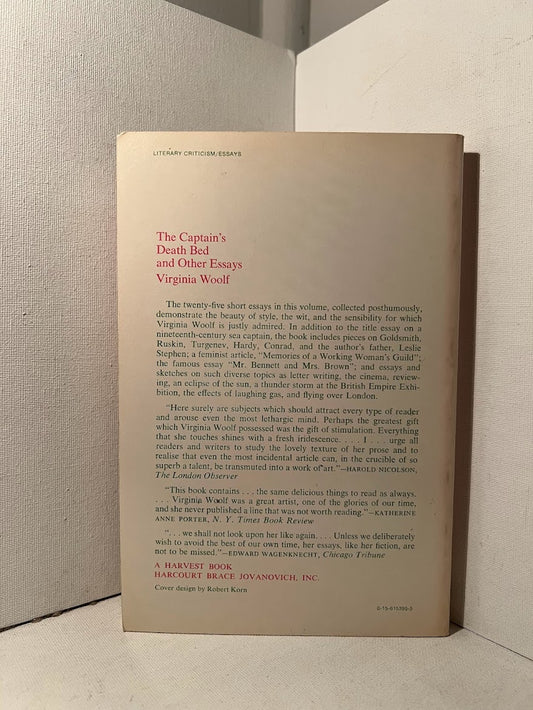 LITERARY CRITICISM/ESSAYS
The Captain's
Death Bed
and Other Essays
Virginia Woolf
The twenty-five short essays in this volume, collected posthumously,
demonstrate the beauty of style, the wit, and the sensibility for which
Virginia Woolf is justly admired. In addition to the title essay on a
nineteenth-century sea captain, the book includes pieces on Goldsmith,
Ruskin, Turgenev, Hardy, Conrad, and the author's father, Leslie
Stephen; a feminist article, "Memories of a Working Woman's Guild";
the famous essay "Mr. Bennett and Mrs. Brown"; and essays and
sketches on such diverse topics as letter writing, the cinema, review-
ing, an eclipse of the sun, a thunder storm at the British Empire Exhi-
bition, the effects of laughing gas, and flying over London.
"Here surely are subjects which should attract every type of reader
and arouse even the most lethargic mind. Perhaps the greatest gift
which Virginia Woolf possessed was the gift of stimulation. Everything
that she touches shines with a fresh iridescence. . . . I . . . urge all
readers and writers to study the lovely texture of her prose and to
realise that even the most incidental article can, in the crucible of so
superb a talent, be transmuted into a work of art."—HAROLD NICOLSON,
The London Observer
"This book contains . . . the same delicious things to read as always.
. . . Virginia Woolf was a great artist, one of the glories of our time,
and she never published a line that was not worth reading."—KATHERINE
ANNE PORTER, N. Y. Times Book Review
". . . we shall not look upon her like again. . . . Unless we deliberately
wish to avoid the best of our own time, her essays, like her fiction, are
not to be missed."—EDWARD WAGENKNECHT, Chicago Tribune
A HARVEST BOOK
HARCOURT BRACE JOVANOVICH, INC.
Cover design by Robert Korn